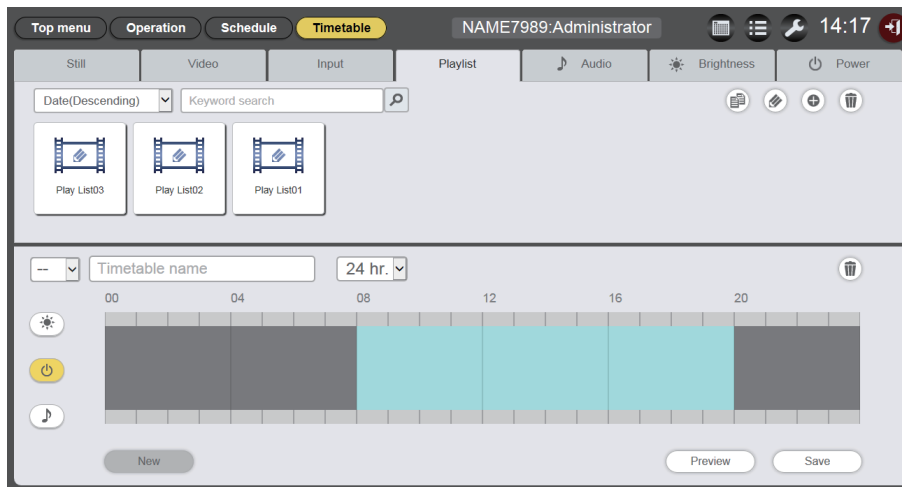 Top menu Operation Schedule Timetable NAME7989:Administrator 14:17
Still Video Input Playlist Audio Brightness Power
Date(Descending) Keyword search
Play List03 Play List02 Play List01
-- Timetable name 24 hr.
00 04 08 12 16 20
New Preview Save